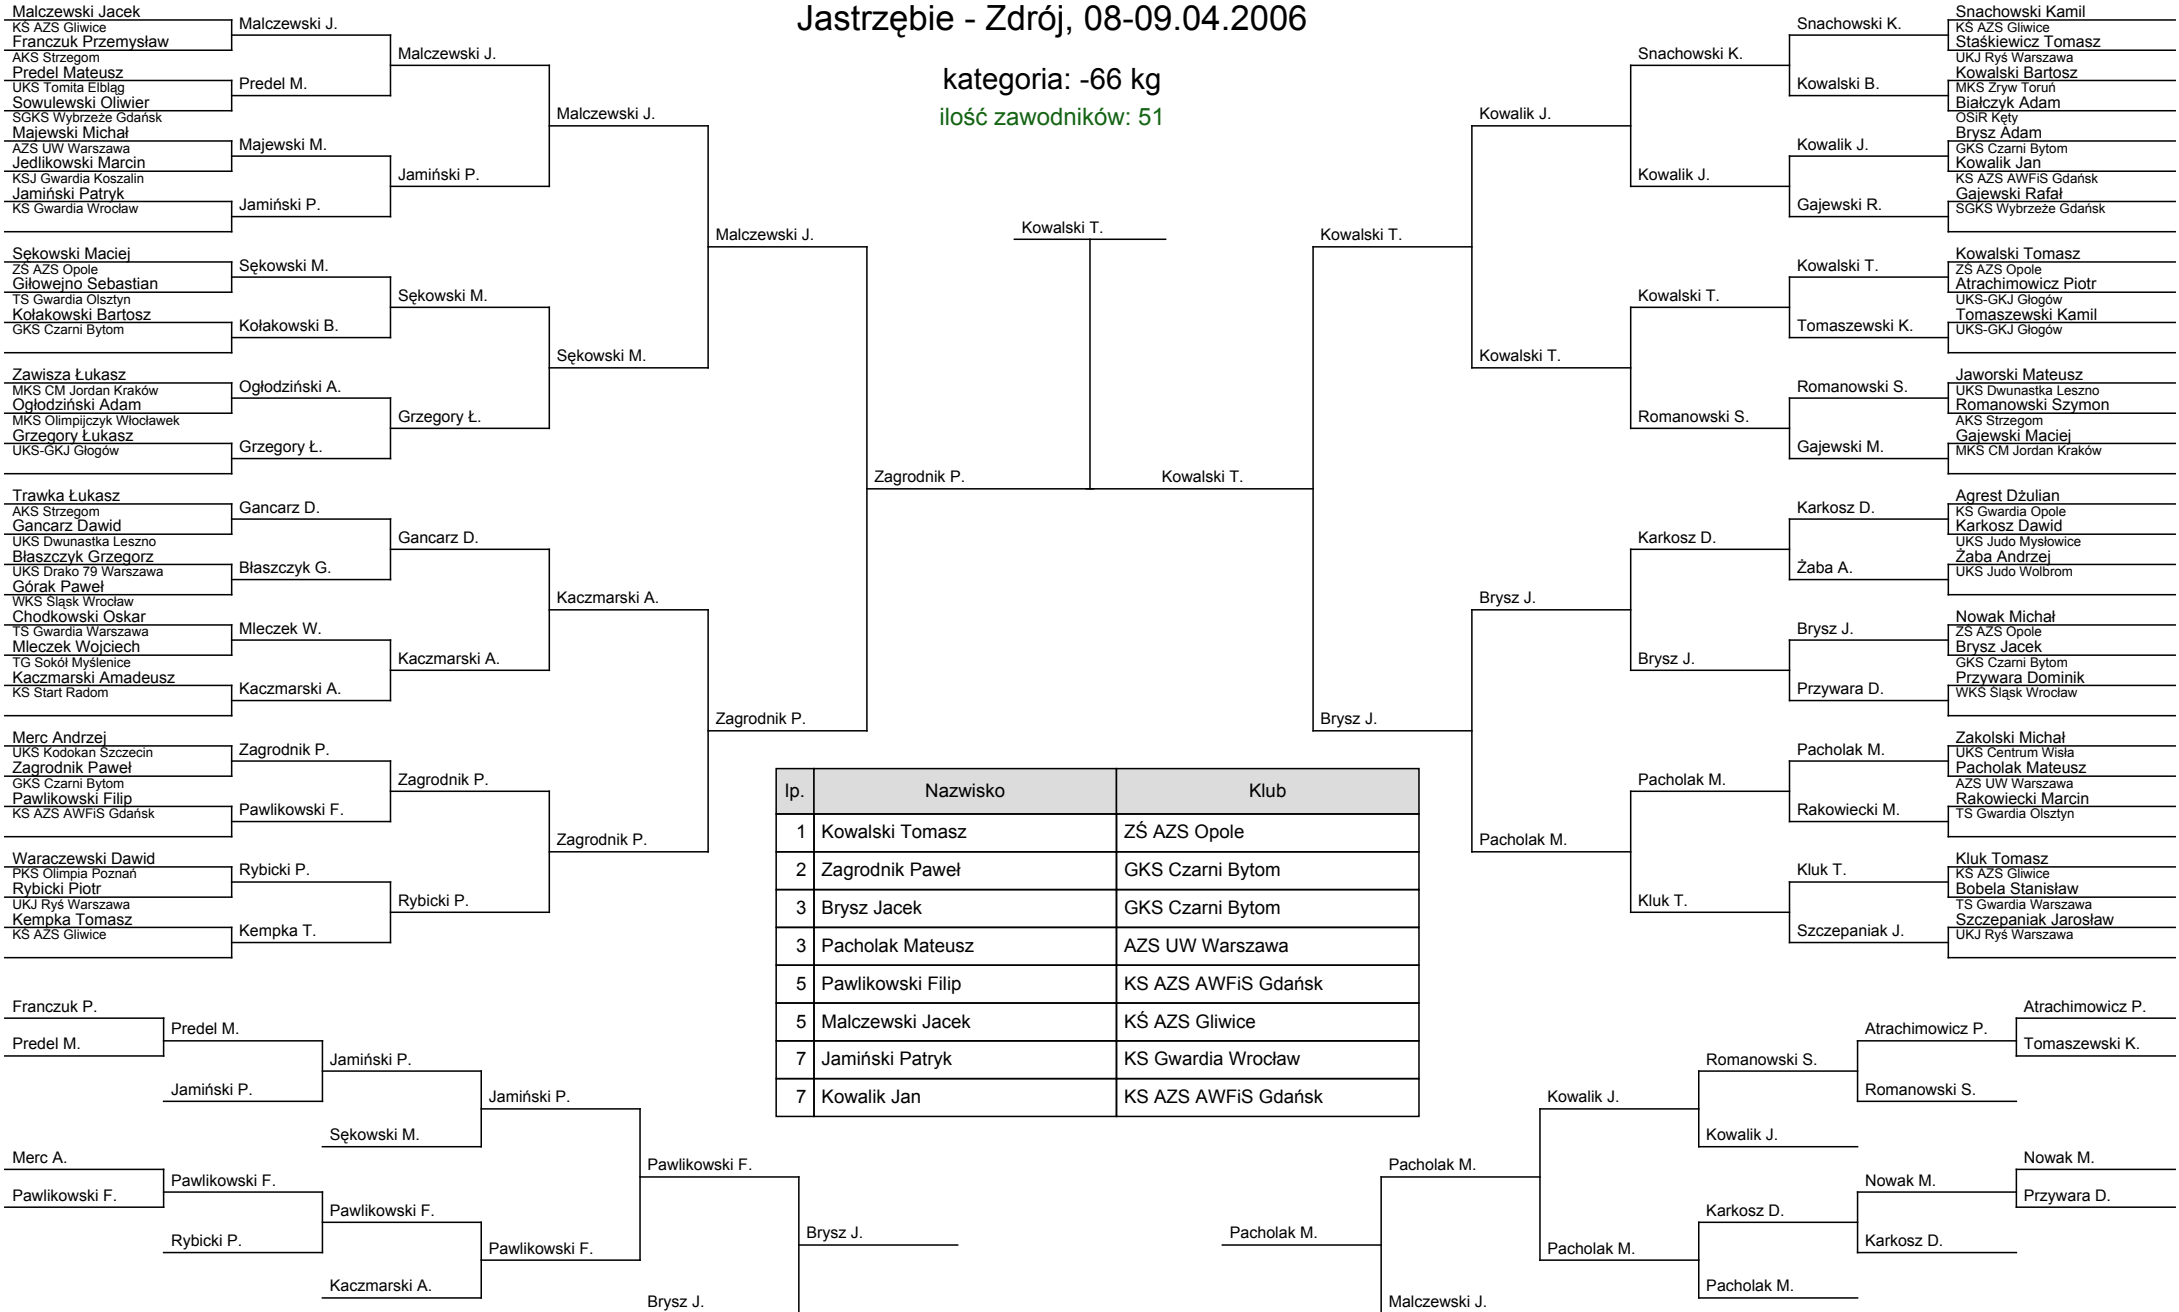 Jastrzębie - Zdrój, 08-09.04.2006
kategoria: -66 kg
ilość zawodników: 51
Malczewski Jacek
KŚ AZS Gliwice
Franczuk Przemysław
AKS Strzegom
Predel Mateusz
UKS Tomita Elbląg
Sowulewski Oliwier
SGKS Wybrzeże Gdańsk
Majewski Michał
AZS UW Warszawa
Jedlikowski Marcin
KSJ Gwardia Koszalin
Jamiński Patryk
KS Gwardia Wrocław
Sękowski Maciej
ZŚ AZS Opole
Giłowejno Sebastian
TS Gwardia Olsztyn
Kołakowski Bartosz
GKS Czarni Bytom
Zawisza Łukasz
MKS CM Jordan Kraków
Ogłodziński Adam
MKS Olimpijczyk Włocławek
Grzegory Łukasz
UKS-GKJ Głogów
Trawka Łukasz
AKS Strzegom
Gancarz Dawid
UKS Dwunastka Leszno
Błaszczyk Grzegorz
UKS Drako 79 Warszawa
Górak Paweł
WKS Śląsk Wrocław
Chodkowski Oskar
TS Gwardia Warszawa
Mleczek Wojciech
TG Sokół Myślenice
Kaczmarski Amadeusz
KS Start Radom
Merc Andrzej
UKS Kodokan Szczecin
Zagrodnik Paweł
GKS Czarni Bytom
Pawlikowski Filip
KS AZS AWFiS Gdańsk
Waraczewski Dawid
PKS Olimpia Poznań
Rybicki Piotr
UKJ Ryś Warszawa
Kempka Tomasz
KŚ AZS Gliwice
Malczewski J.
Predel M.
Majewski M.
Jamiński P.
Sękowski M.
Kołakowski B.
Ogłodziński A.
Grzegory Ł.
Gancarz D.
Błaszczyk G.
Mleczek W.
Kaczmarski A.
Zagrodnik P.
Pawlikowski F.
Rybicki P.
Kempka T.
Malczewski J.
Jamiński P.
Sękowski M.
Grzegory Ł.
Gancarz D.
Kaczmarski A.
Zagrodnik P.
Rybicki P.
Malczewski J.
Sękowski M.
Kaczmarski A.
Zagrodnik P.
Malczewski J.
Zagrodnik P.
Zagrodnik P.
Kowalski T.
Kowalski T.
Kowalski T.
Brysz J.
Kowalik J.
Kowalski T.
Brysz J.
Pacholak M.
Snachowski K.
Kowalik J.
Kowalski T.
Romanowski S.
Karkosz D.
Brysz J.
Pacholak M.
Kluk T.
Snachowski K.
Kowalski B.
Kowalik J.
Gajewski R.
Kowalski T.
Tomaszewski K.
Romanowski S.
Gajewski M.
Karkosz D.
Żaba A.
Brysz J.
Przywara D.
Pacholak M.
Rakowiecki M.
Kluk T.
Szczepaniak J.
Snachowski Kamil
KŚ AZS Gliwice
Staśkiewicz Tomasz
UKJ Ryś Warszawa
Kowalski Bartosz
MKS Zryw Toruń
Białczyk Adam
OSiR Kęty
Brysz Adam
GKS Czarni Bytom
Kowalik Jan
KS AZS AWFiS Gdańsk
Gajewski Rafał
SGKS Wybrzeże Gdańsk
Kowalski Tomasz
ZŚ AZS Opole
Atrachimowicz Piotr
UKS-GKJ Głogów
Tomaszewski Kamil
UKS-GKJ Głogów
Jaworski Mateusz
UKS Dwunastka Leszno
Romanowski Szymon
AKS Strzegom
Gajewski Maciej
MKS CM Jordan Kraków
Agrest Dżulian
KS Gwardia Opole
Karkosz Dawid
UKS Judo Mysłowice
Żaba Andrzej
UKS Judo Wolbrom
Nowak Michał
ZŚ AZS Opole
Brysz Jacek
GKS Czarni Bytom
Przywara Dominik
WKS Śląsk Wrocław
Zakolski Michał
UKS Centrum Wisła
Pacholak Mateusz
AZS UW Warszawa
Rakowiecki Marcin
TS Gwardia Olsztyn
Kluk Tomasz
KŚ AZS Gliwice
Bobela Stanisław
TS Gwardia Warszawa
Szczepaniak Jarosław
UKJ Ryś Warszawa
lp. Nazwisko Klub
1 Kowalski Tomasz ZŚ AZS Opole
2 Zagrodnik Paweł GKS Czarni Bytom
3 Brysz Jacek GKS Czarni Bytom
3 Pacholak Mateusz AZS UW Warszawa
5 Pawlikowski Filip KS AZS AWFiS Gdańsk
5 Malczewski Jacek KŚ AZS Gliwice
7 Jamiński Patryk KS Gwardia Wrocław
7 Kowalik Jan KS AZS AWFiS Gdańsk
Franczuk P.
Predel M.
Merc A.
Pawlikowski F.
Predel M.
Jamiński P.
Pawlikowski F.
Rybicki P.
Jamiński P.
Sękowski M.
Pawlikowski F.
Kaczmarski A.
Jamiński P.
Pawlikowski F.
Pawlikowski F.
Brysz J.
Brysz J.
Pacholak M.
Pacholak M.
Malczewski J.
Kowalik J.
Pacholak M.
Romanowski S.
Kowalik J.
Karkosz D.
Pacholak M.
Atrachimowicz P.
Romanowski S.
Nowak M.
Karkosz D.
Atrachimowicz P.
Tomaszewski K.
Nowak M.
Przywara D.